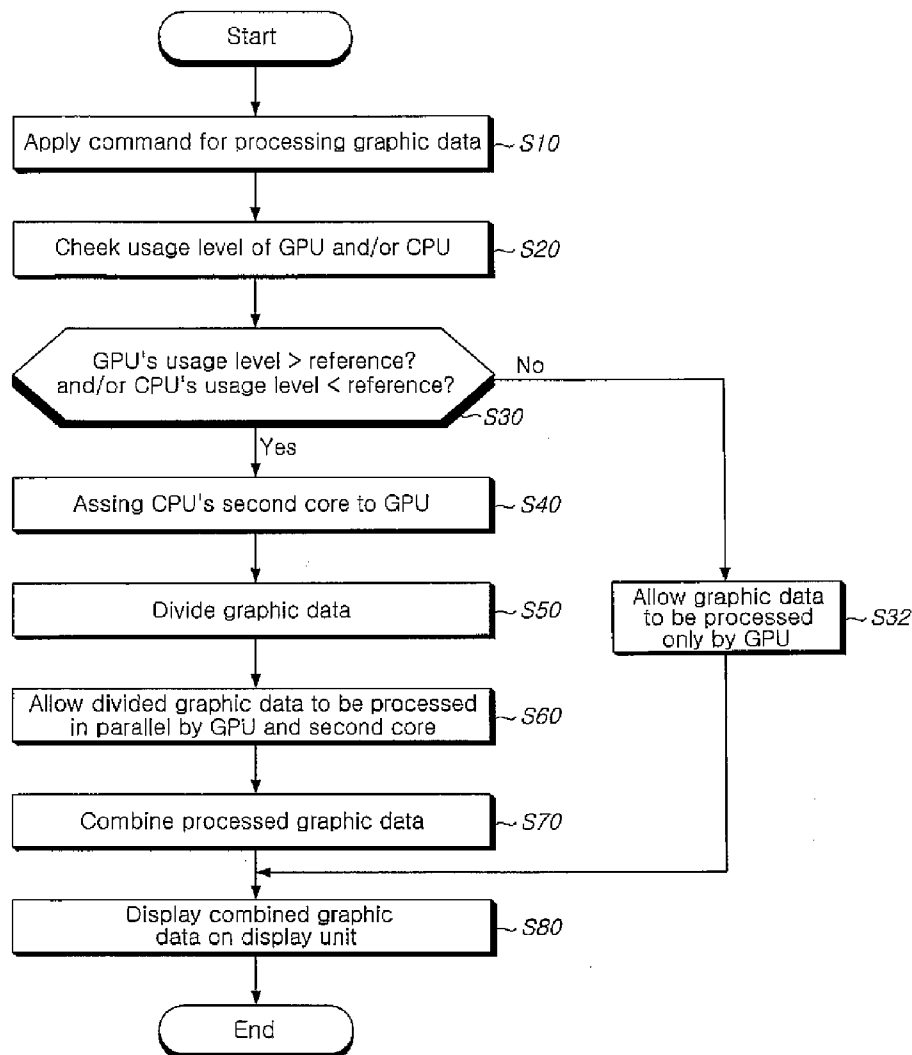 Start
Apply command for processing graphic data
S10
Cheek usage level of GPU and/or CPU
S20
GPU's usage level > reference?
and/or CPU's usage level < reference?
No
S30
Yes
Assing CPU's second core to GPU
S40
Divide graphic data
S50
Allow graphic data
to be processed
only by GPU
S32
Allow divided graphic data to be processed
in parallel by GPU and second core
S60
Combine processed graphic data
S70
Display combined graphic
data on display unit
S80
End